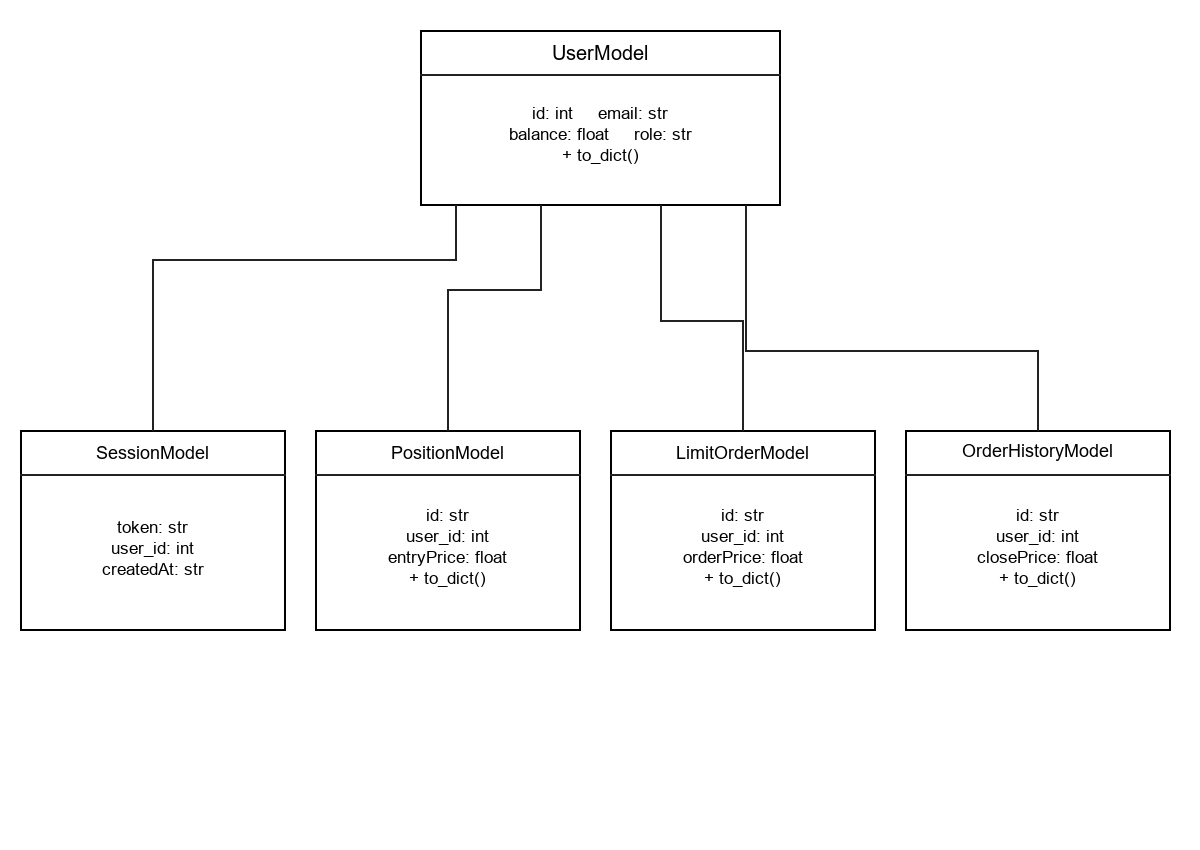 UserModel
id: int     email: str
balance: float     role: str
+ to_dict()
SessionModel
token: str
user_id: int
createdAt: str
PositionModel
id: str
user_id: int
entryPrice: float
+ to_dict()
LimitOrderModel
id: str
user_id: int
orderPrice: float
+ to_dict()
OrderHistoryModel
id: str
user_id: int
closePrice: float
+ to_dict()